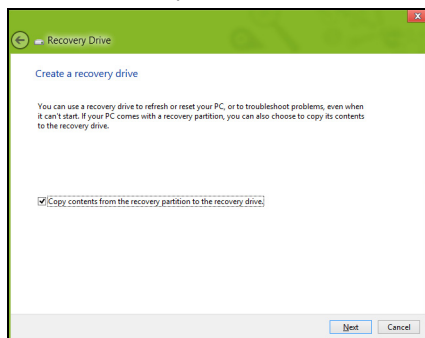 x
Recovery Drive
Create a recovery drive
You can use a recovery drive to refresh or reset your PC, or to troubleshoot problems, even when
it can't start. If your PC comes with a recovery partition, you can also choose to copy its contents
to the recovery drive.
Copy contents from the recovery partition to the recovery drive.
Next Cancel